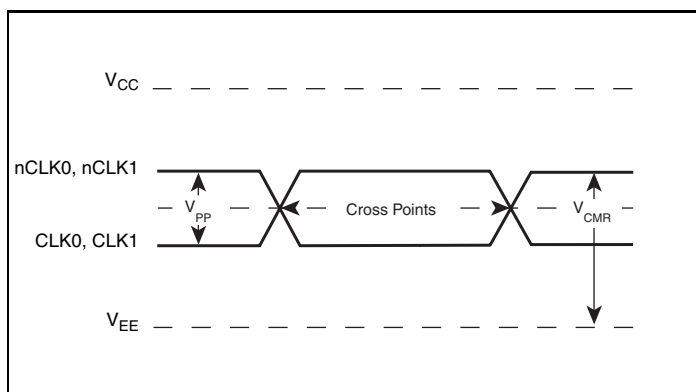 VCC
nCLK0, nCLK1
VPP
Cross Points
VCMR
CLK0, CLK1
VEE